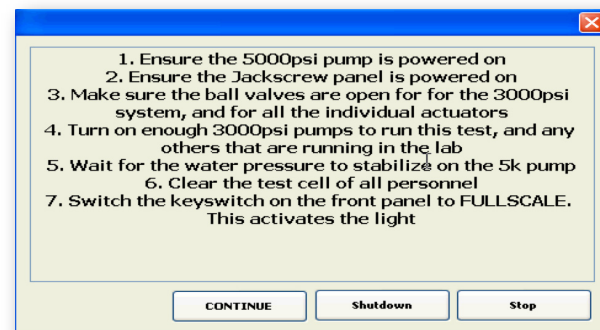 1. Ensure the 5000psi pump is powered on
2. Ensure the Jackscrew panel is powered on
3. Make sure the ball valves are open for for the 3000psi
system, and for all the individual actuators
4. Turn on enough 3000psi pumps to run this test, and any
others that are running in the lab
5. Wait for the water pressure to stabilize on the 5k pump
6. Clear the test cell of all personnel
7. Switch the keyswitch on the front panel to FULLSCALE.
This activates the light
CONTINUE
Shutdown
Stop